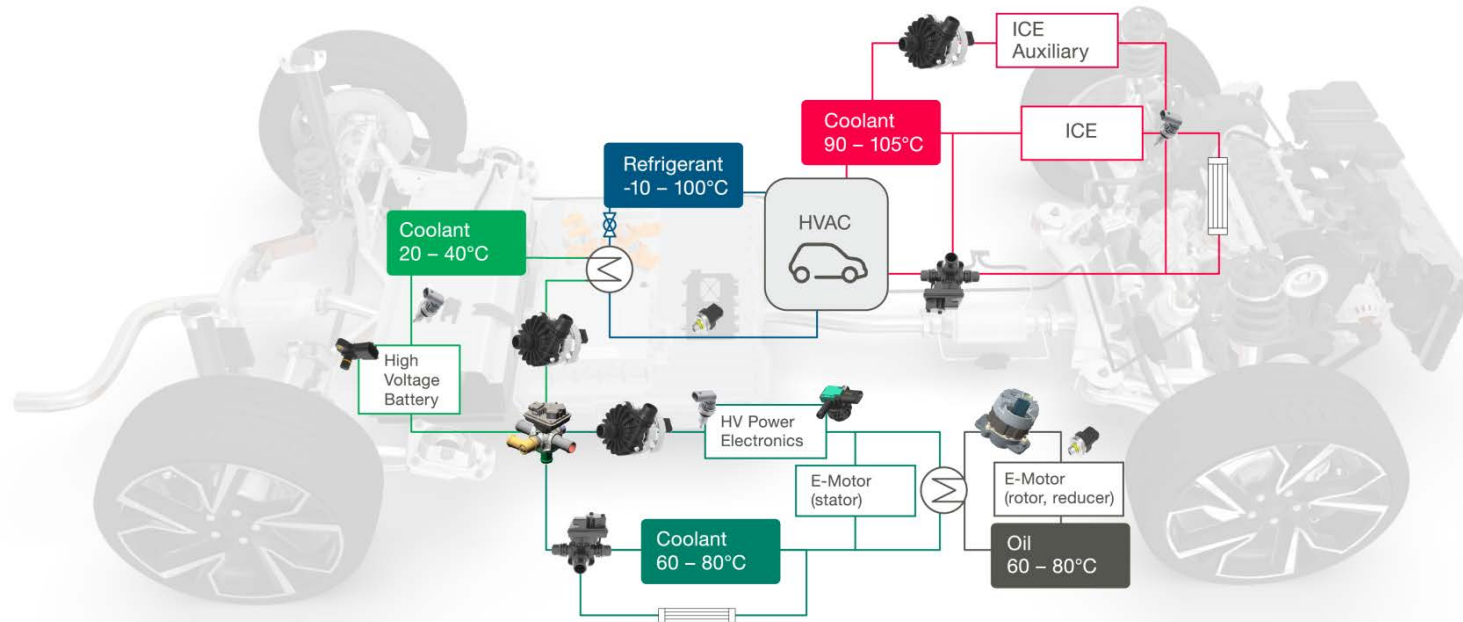 ICE
Auxiliary
Coolant
90 – 105°C
ICE
Refrigerant
-10 – 100°C
HVAC
Coolant
20 – 40°C
High
Voltage
Battery
HV Power
Electronics
E-Motor
(stator)
E-Motor
(rotor, reducer)
Coolant
60 – 80°C
Oil
60 – 80°C